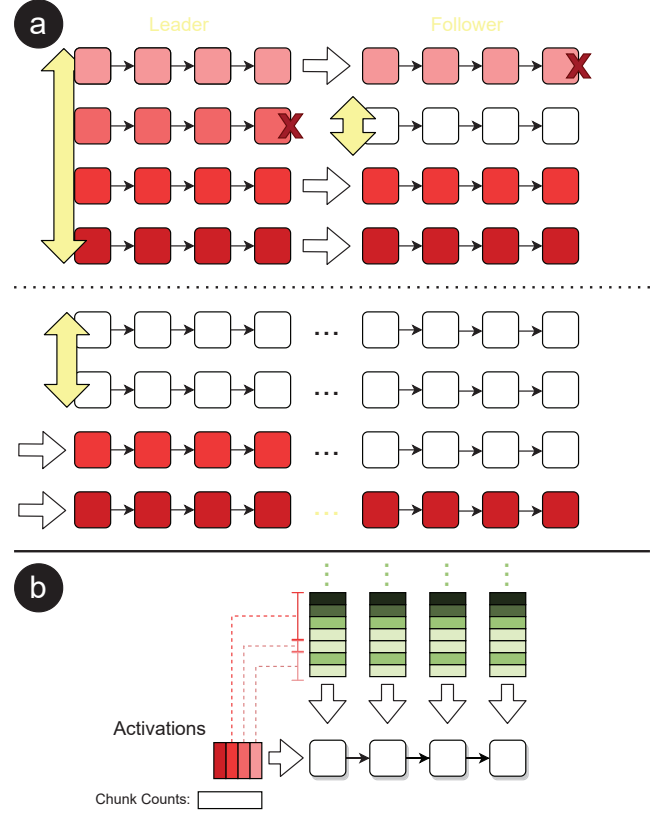 a
Leader
Follower
X
X
...
...
...
...
b
Activations
Chunk Counts: